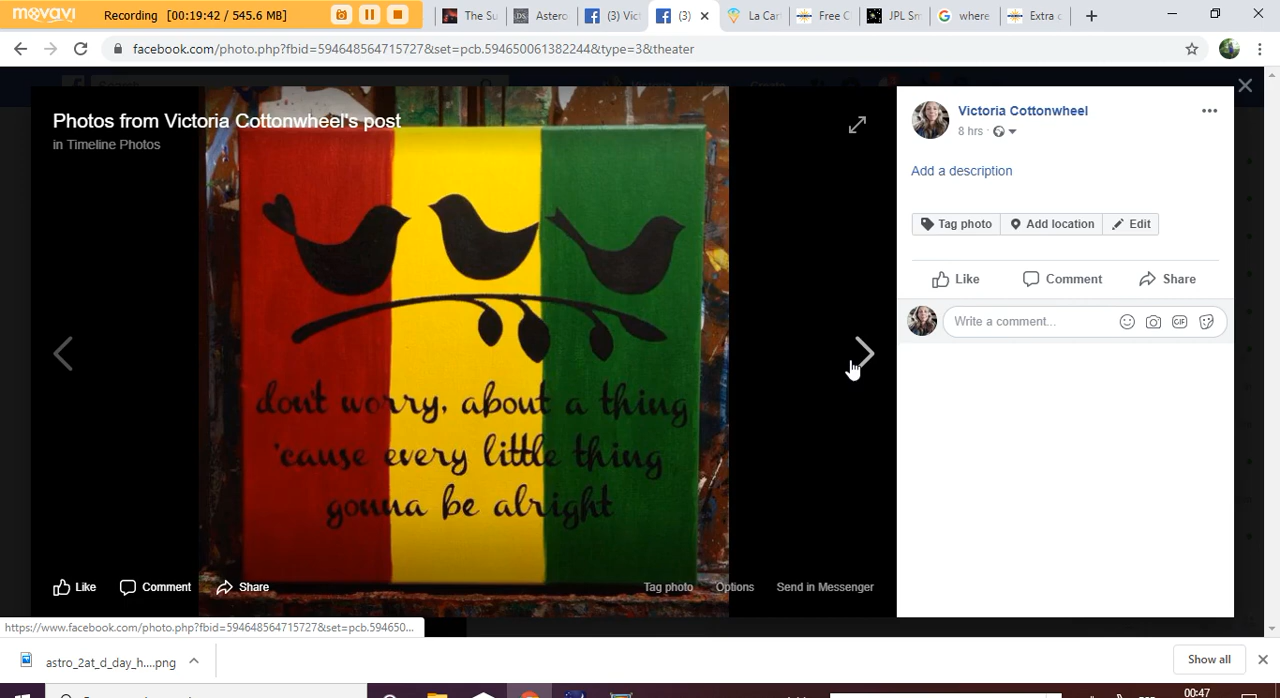 movavi
Recording [00:19:42 / 545.6 MB]
The Su
Astero
(3) Vic
(3)
La Car
Free C
JPL Sm
where
Extra c
facebook.com/photo.php?fbid=594648564715727&set=pcb.594650061382244&type=3&theater
Photos from Victoria Cottonwheel's post
in Timeline Photos
don't worry, about a thing
'cause every little thing
gonna be alright
Like
Comment
Share
Tag photo
Options
Send in Messenger
Victoria Cottonwheel
8 hrs ·
Add a description
Tag photo
Add location
Edit
Like
Comment
Share
Write a comment...
GIF
https://www.facebook.com/photo.php?fbid=594648564715727&set=pcb.594650...
astro_2at_d_day_h....png
Show all
00:47